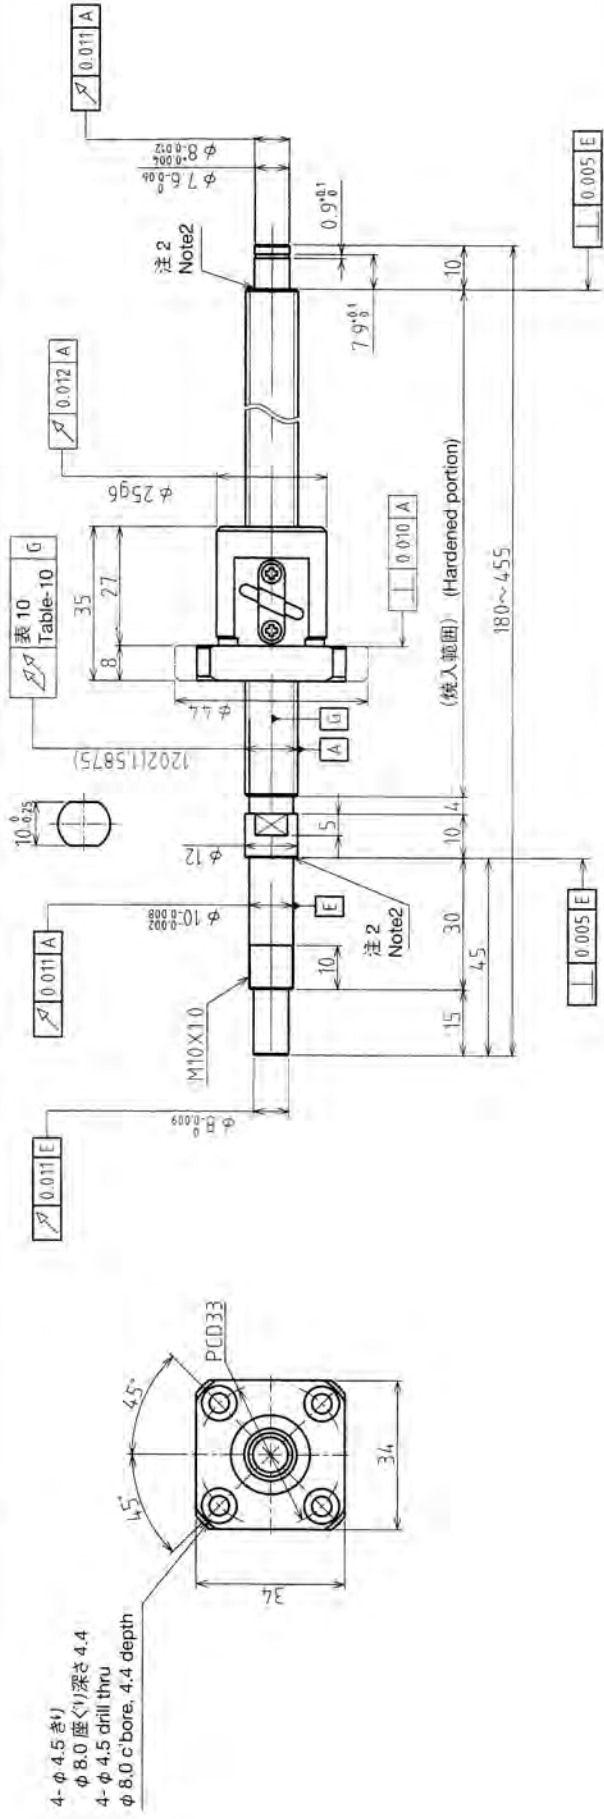 4-φ4.5きり
φ8.0座ぐり深さ4.4
4-φ4.5 drill thru
φ8.0 c'bore, 4.4 depth
45°
45°
PCD33
34
34
0.011 E
φ8 0 -0.009
M10X1.0
0.011 A
φ10 -0.002 -0.008
10 0 -0.25
φ12
1202(1.5875)
表10
Table-10 G
φ44
35
8
27
0.012 A
φ25g6
注2
Note2
φ7.6 0 -0.06
φ8 +0.004 -0.012
0.011 A
E
A
G
10
5
注2
Note2
0.010 A
0.9 +0.1 0
7.9 +0.1 0
15
30
10
4
(焼入範囲) (Hardened portion)
10
45
180~455
0.005 E
0.005 E